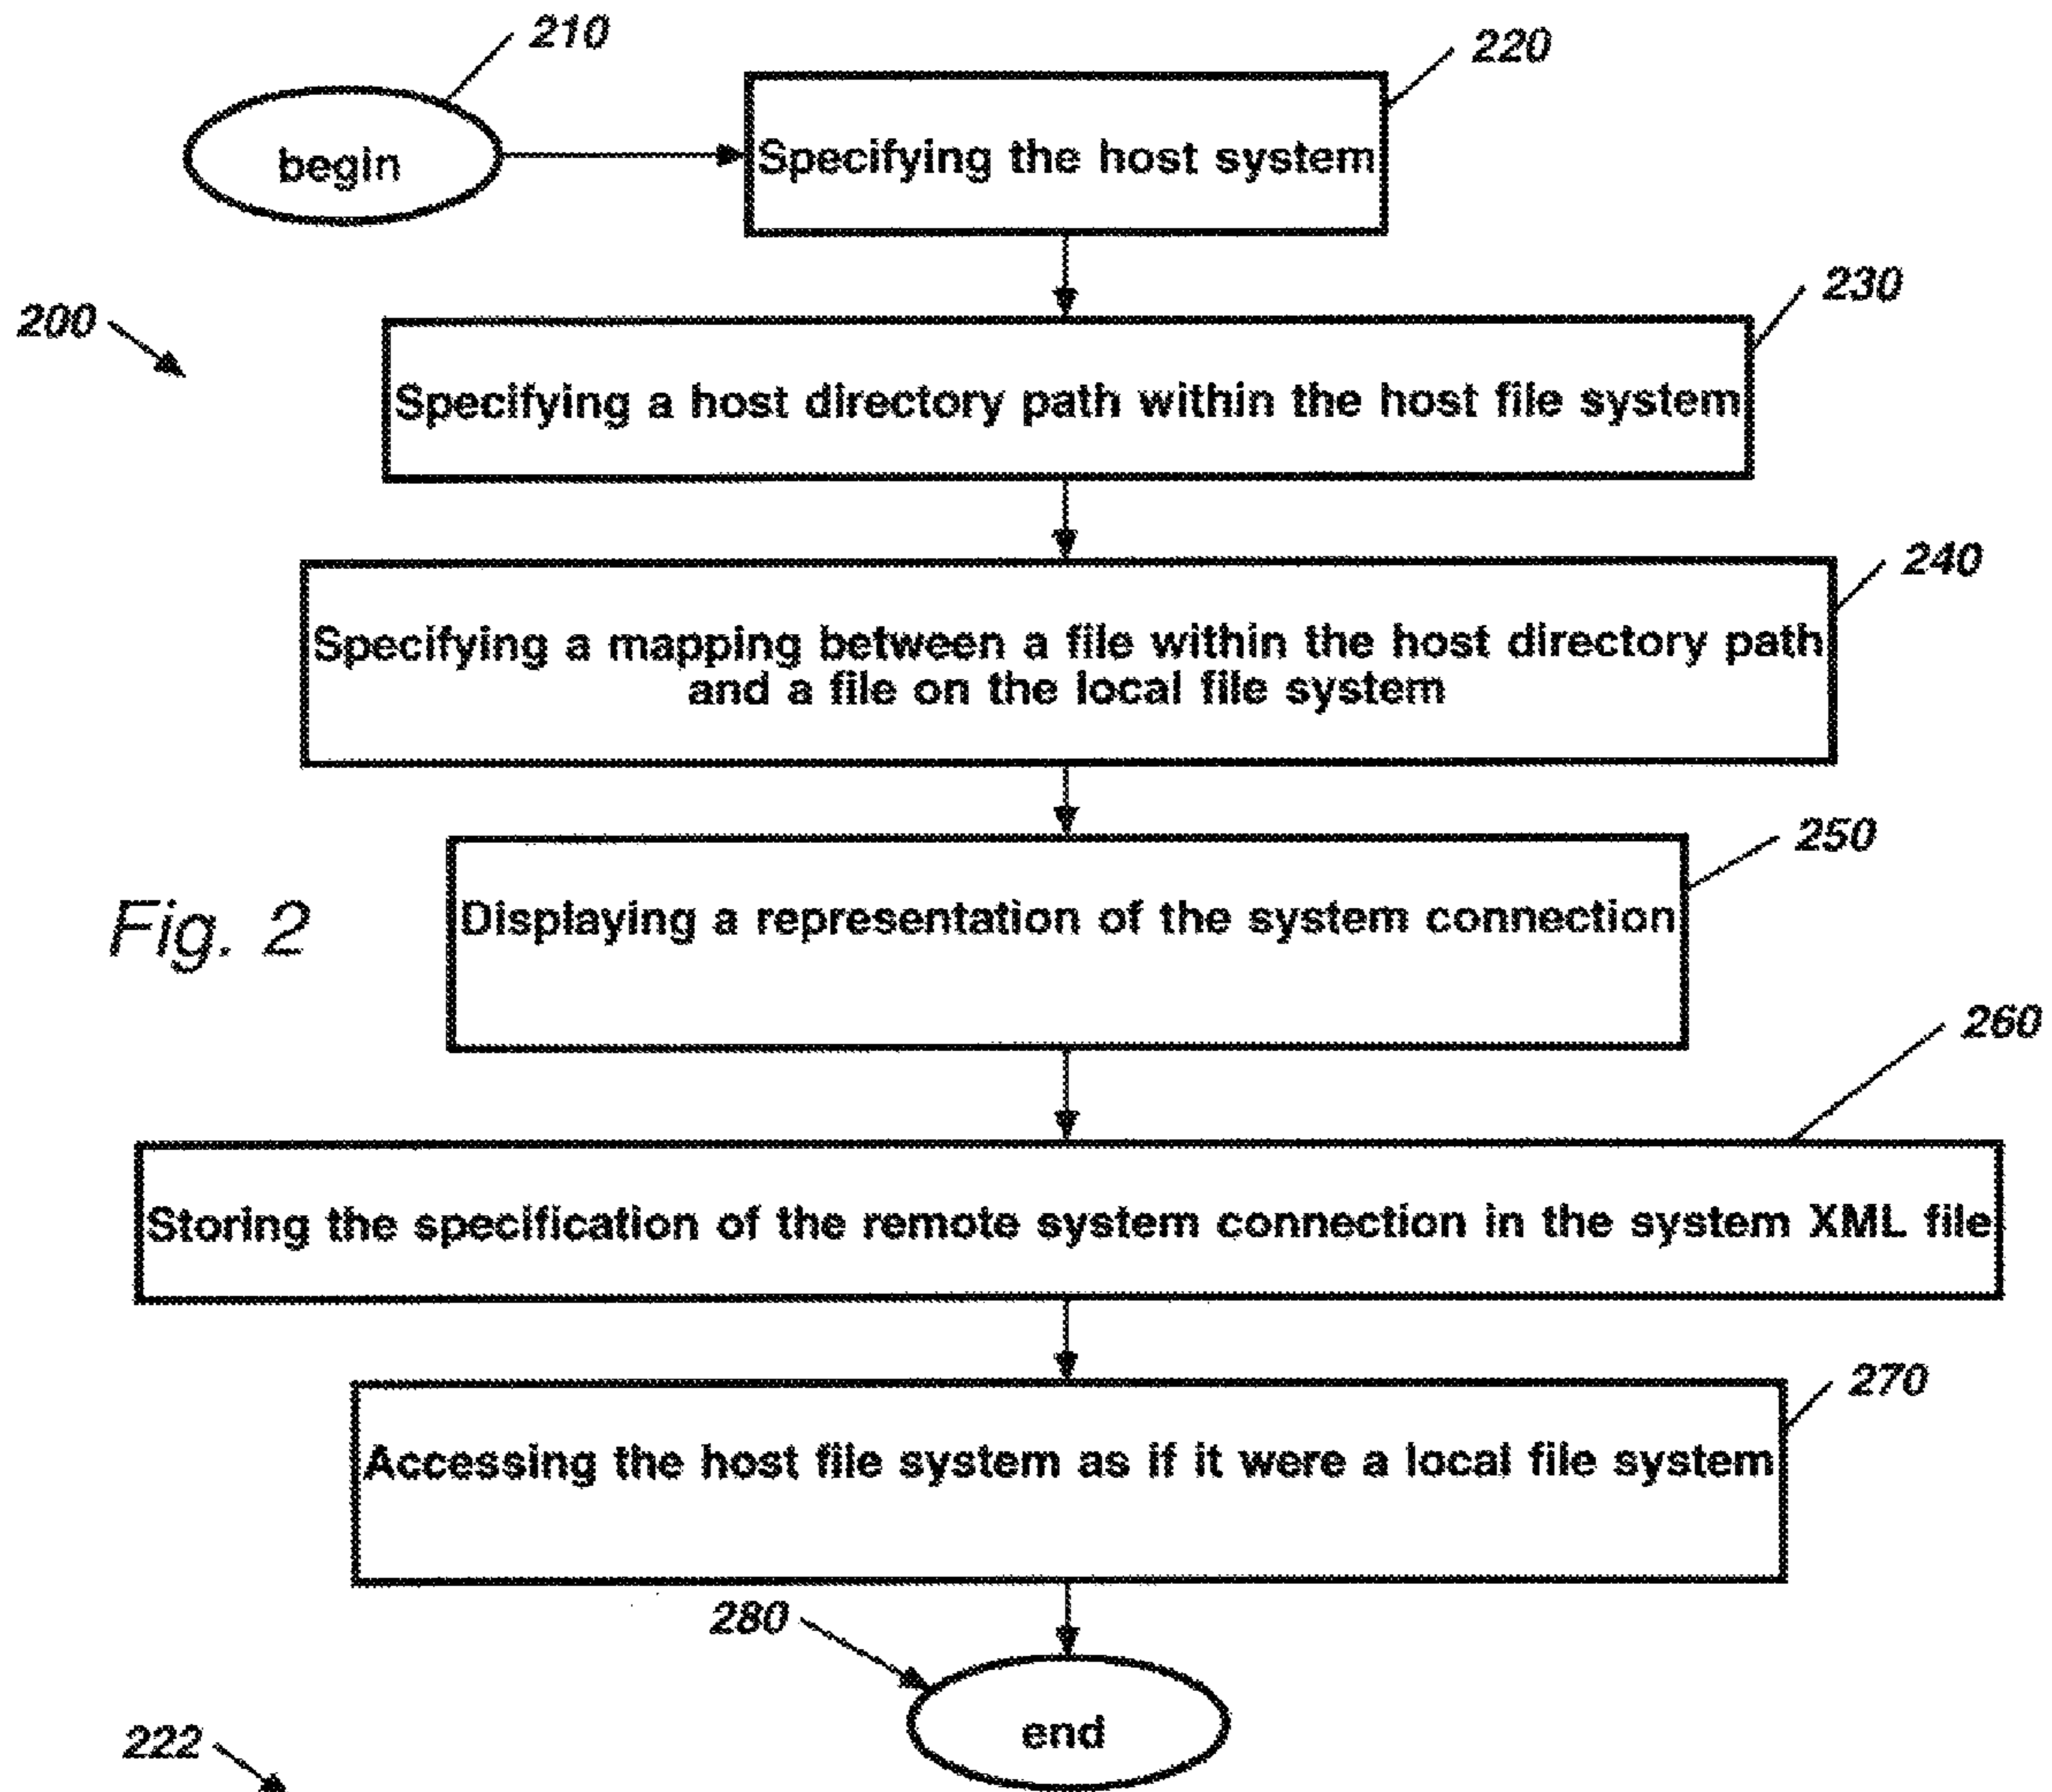 210
220
begin
Specifying the host system
230
200
Specifying a host directory path within the host file system
240
Specifying a mapping between a file within the host directory path
and a file on the local file system
250
Fig. 2
Displaying a representation of the system connection
260
Storing the specification of the remote system connection in the system XML file
270
Accessing the host file system as if it were a local file system
280
end
222